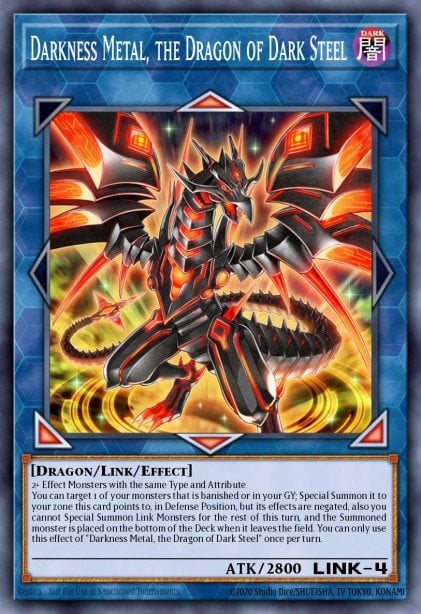 Darkness Metal, the Dragon of Dark Steel
DARK
闇
[Dragon/Link/Effect]
2+ Effect Monsters with the same Type and Attribute
You can target 1 of your monsters that is banished or in your GY; Special Summon it to
your zone this card points to, in Defense Position, but its effects are negated, also you
cannot Special Summon Link Monsters for the rest of this turn, and the Summoned
monster is placed on the bottom of the Deck when it leaves the field. You can only use
this effect of "Darkness Metal, the Dragon of Dark Steel" once per turn.
ATK/2800 LINK-4
Replica - Not For Use in Sanctioned Tornaments ©2020 Studio Dice/SHUEISHA, TV TOKYO, KONAMI